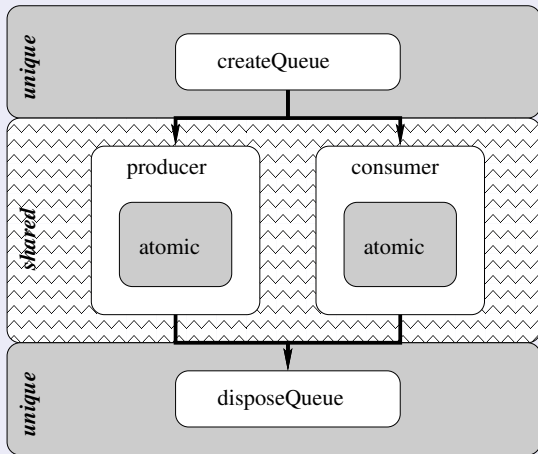 unique
createQueue
shared
producer
consumer
atomic
atomic
unique
disposeQueue